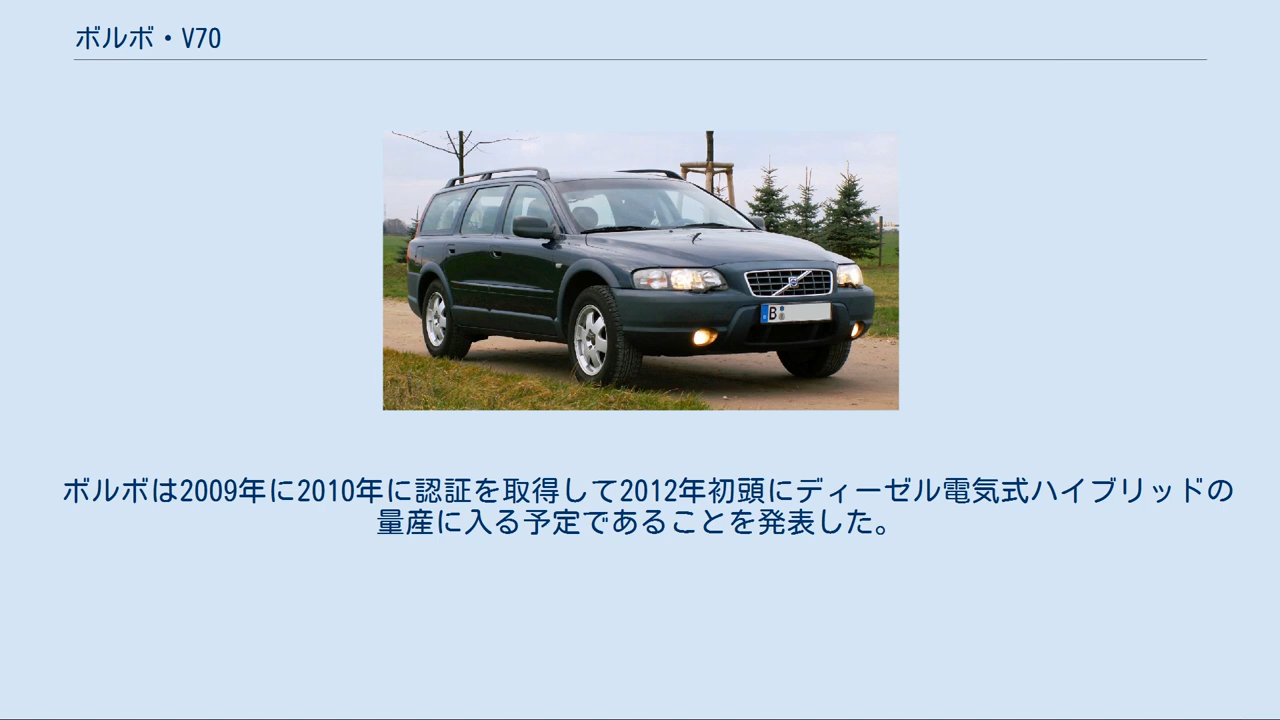 ボルボ・V70
B
ボルボは2009年に2010年に認証を取得して2012年初頭にディーゼル電気式ハイブリッドの
量産に入る予定であることを発表した。